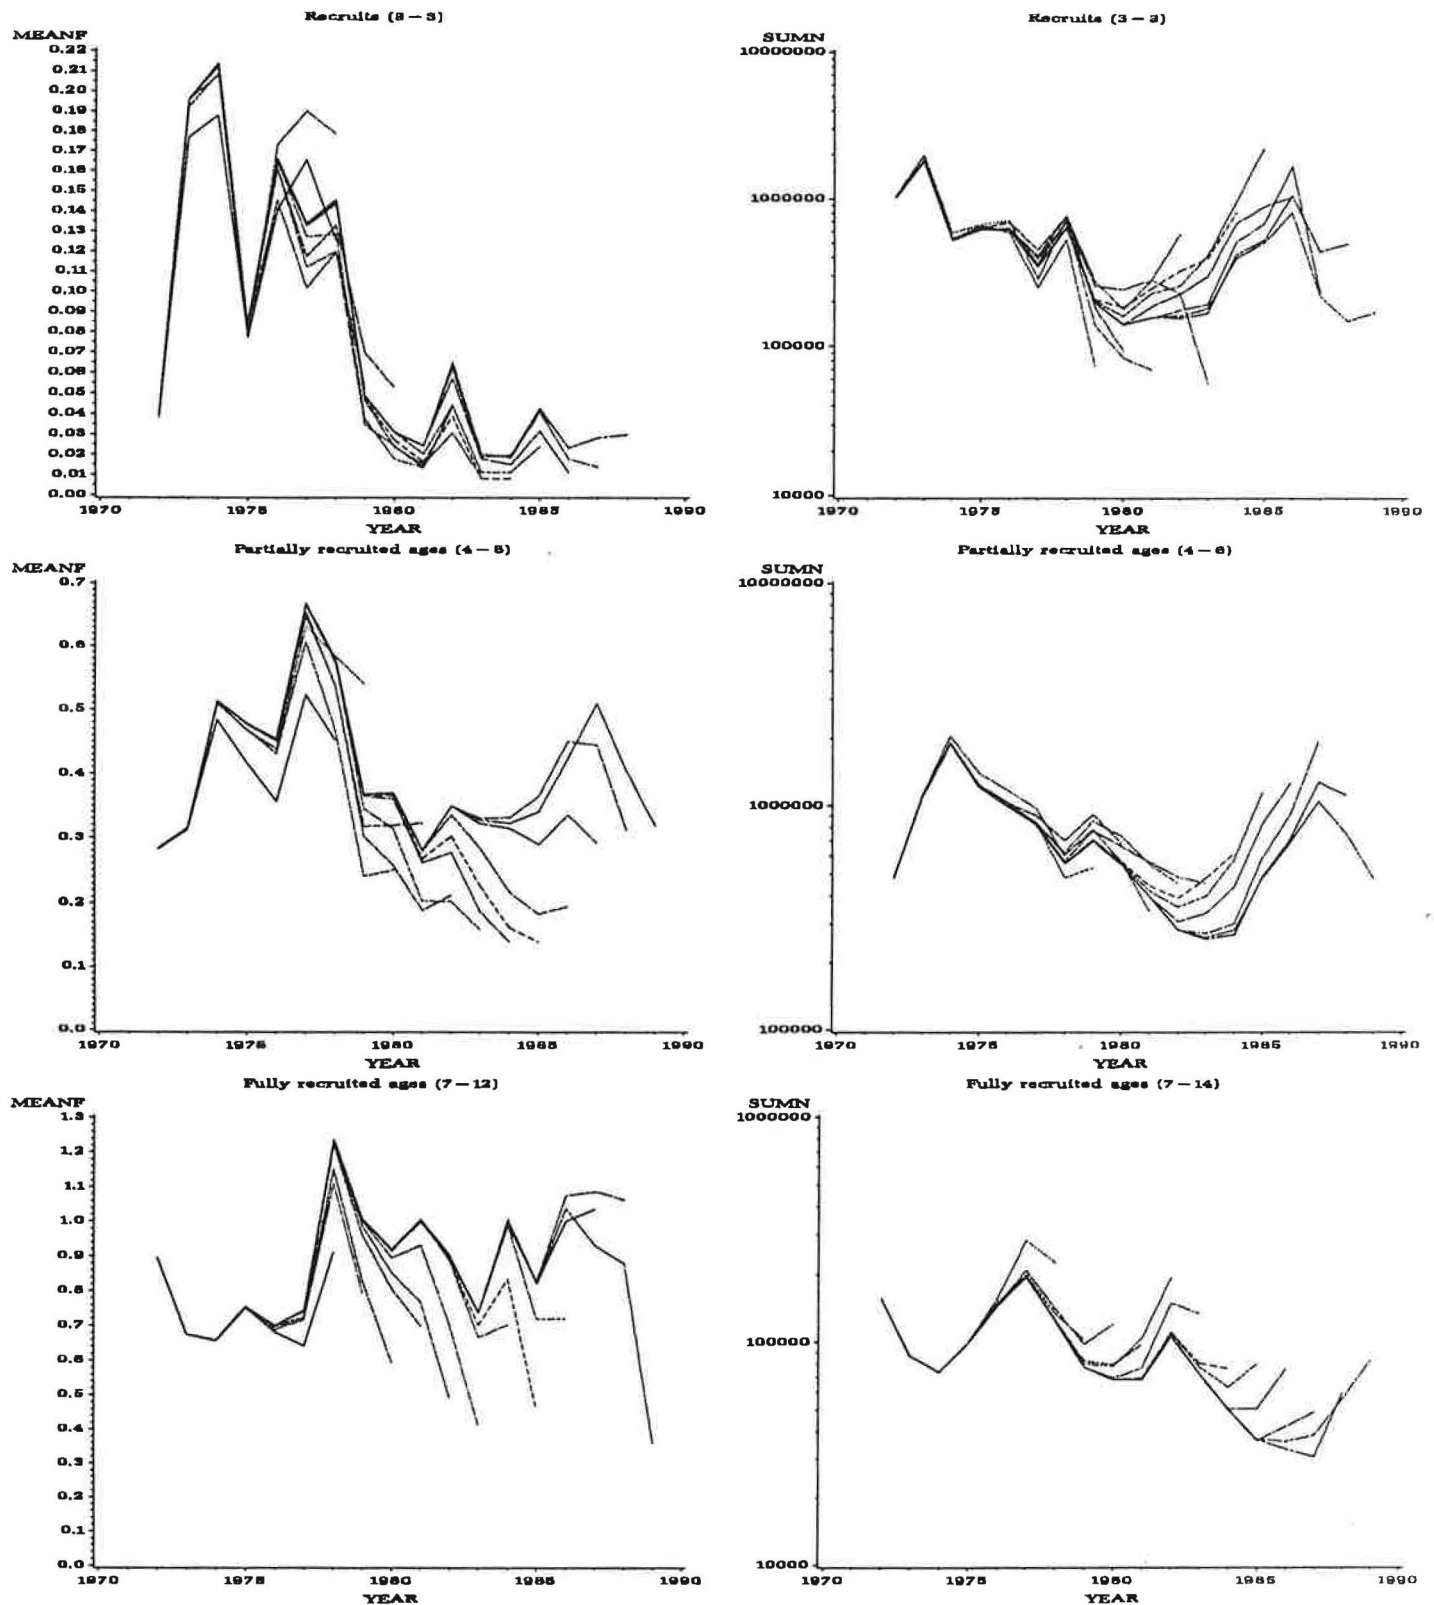 Recruits (3 – 3)
MEANF
0.22
0.21
0.20
0.19
0.18
0.17
0.16
0.15
0.14
0.13
0.12
0.11
0.10
0.09
0.08
0.07
0.06
0.05
0.04
0.03
0.02
0.01
0.00
1970 1975 1980 1985 1990
YEAR
Recruits (3 – 3)
SUMN
10000000
1000000
100000
10000
1970 1975 1980 1985 1990
YEAR
Partially recruited ages (4 – 6)
MEANF
0.7
0.6
0.5
0.4
0.3
0.2
0.1
0.0
1970 1975 1980 1985 1990
YEAR
Partially recruited ages (4 – 6)
SUMN
10000000
1000000
100000
1970 1975 1980 1985 1990
YEAR
Fully recruited ages (7 – 12)
MEANF
1.3
1.2
1.1
1.0
0.9
0.8
0.7
0.6
0.5
0.4
0.3
0.2
0.1
0.0
1970 1975 1980 1985 1990
YEAR
Fully recruited ages (7 – 14)
SUMN
1000000
100000
10000
1970 1975 1980 1985 1990
YEAR